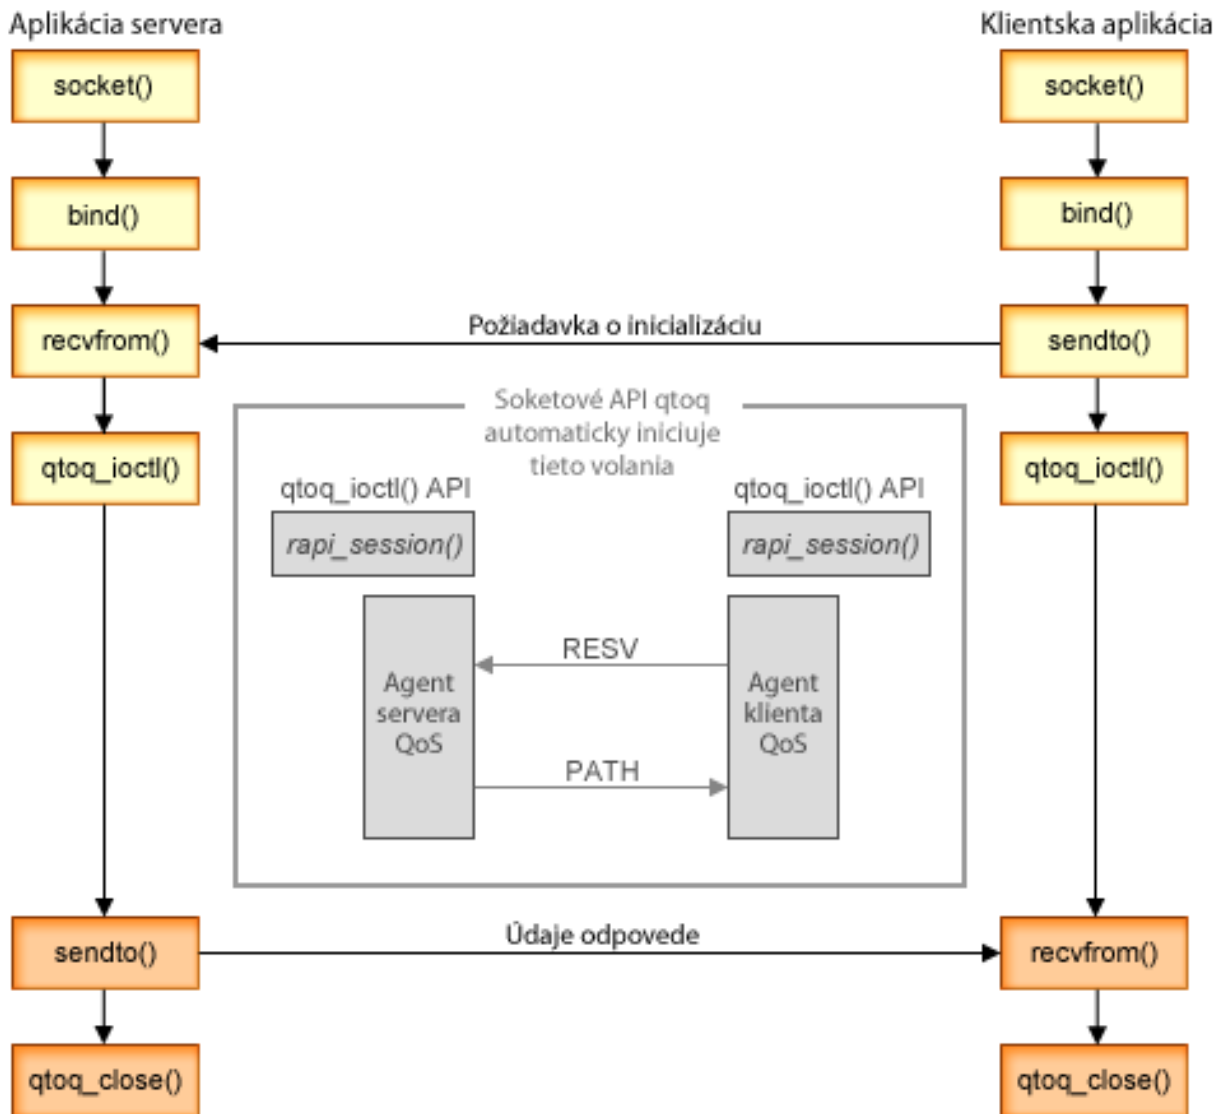 Aplikácia servera
Klientska aplikácia
socket()
socket()
bind()
bind()
recvfrom()
Požiadavka o inicializáciu
sendto()
qtoq_ioctl()
qtoq_ioctl()
Soketové API qtoq
automaticky iniciuje
tieto volania
qtoq_ioctl() API
qtoq_ioctl() API
rapi_session()
rapi_session()
RESV
Agent
servera
QoS
Agent
klienta
QoS
PATH
sendto()
Údaje odpovede
recvfrom()
qtoq_close()
qtoq_close()